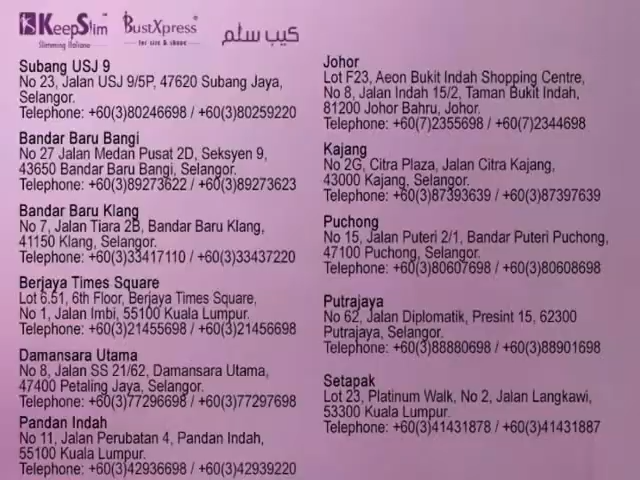 KeepSlim™
Slimming Italiano
BustXpress
for size & shape
كيب سلم
Subang USJ 9
No 23, Jalan USJ 9/5P, 47620 Subang Jaya,
Selangor.
Telephone: +60(3)80246698 / +60(3)80259220
Bandar Baru Bangi
No 27 Jalan Medan Pusat 2D, Seksyen 9,
43650 Bandar Baru Bangi, Selangor.
Telephone: +60(3)89273622 / +60(3)89273623
Bandar Baru Klang
No 7, Jalan Tiara 2B, Bandar Baru Klang,
41150 Klang, Selangor.
Telephone: +60(3)33417110 / +60(3)3437220
Berjaya Times Square
Lot 6.51, 6th Floor, Berjaya Times Square,
No 1, Jalan Imbi, 55100 Kuala Lumpur.
Telephone: +60(3)21455698 / +60(3)21456698
Damansara Utama
No 8, Jalan SS 21/62, Damansara Utama,
47400 Petaling Jaya, Selangor.
Telephone: +60(3)77296698 / +60(3)77297698
Pandan Indah
No 11, Jalan Perubatan 4, Pandan Indah,
55100 Kuala Lumpur.
Telephone: +60(3)42936698 / +60(3)42939220
Johor
Lot F23, Aeon Bukit Indah Shopping Centre,
No 8, Jalan Indah 15/2, Taman Bukit Indah,
81200 Johor Bahru, Johor.
Telephone: +60(7)2355698 / +60(7)2344698
Kajang
No 2G, Citra Plaza, Jalan Citra Kajang,
43000 Kajang, Selangor.
Telephone: +60(3)87393639 / +60(3)87397639
Puchong
No 15, Jalan Puteri 2/1, Bandar Puteri Puchong,
47100 Puchong, Selangor.
Telephone: +60(3)80607698 / +60(3)80608698
Putrajaya
No 62, Jalan Diplomatik, Presint 15, 62300
Putrajaya, Selangor.
Telephone: +60(3)88880698 / +60(3)88901698
Setapak
Lot 23, Platinum Walk, No 2, Jalan Langkawi,
53300 Kuala Lumpur.
Telephone: +60(3)41431878 / +60(3)41431887